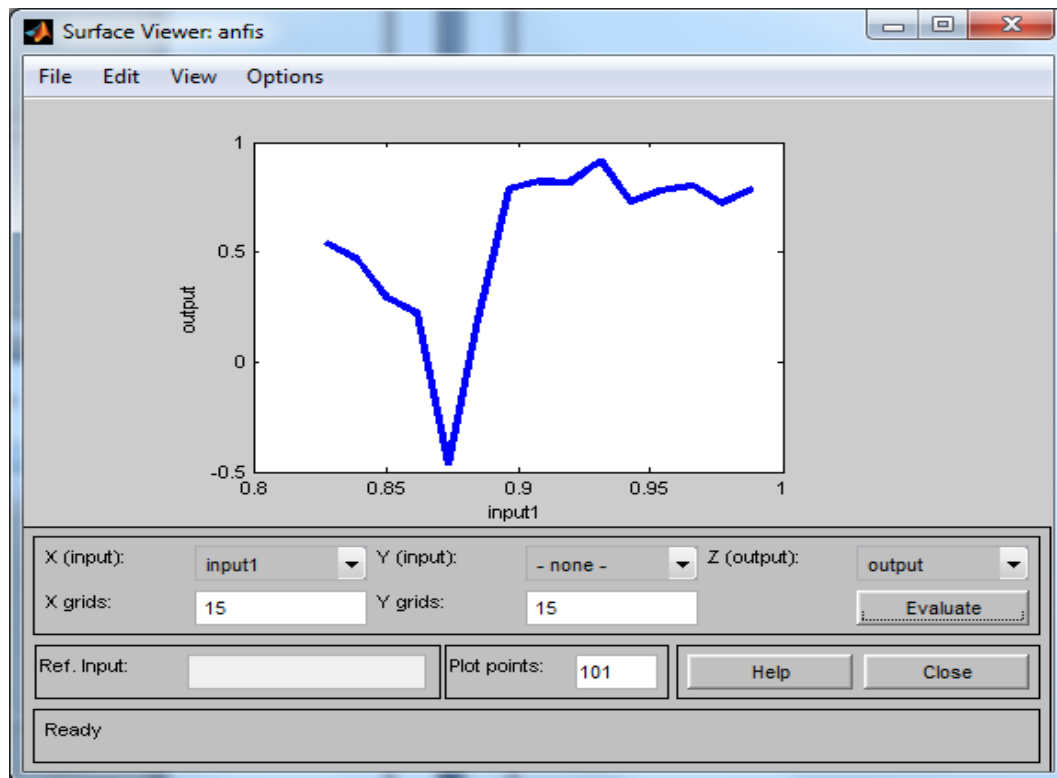 Surface Viewer: anfis
File Edit View Options
1
0.5
0
-0.5
output
0.8 0.85 0.9 0.95 1
input1
X (input): input1 Y (input): - none - Z (output): output
X grids: 15 Y grids: 15 Evaluate
Ref. Input: Plot points: 101 Help Close
Ready